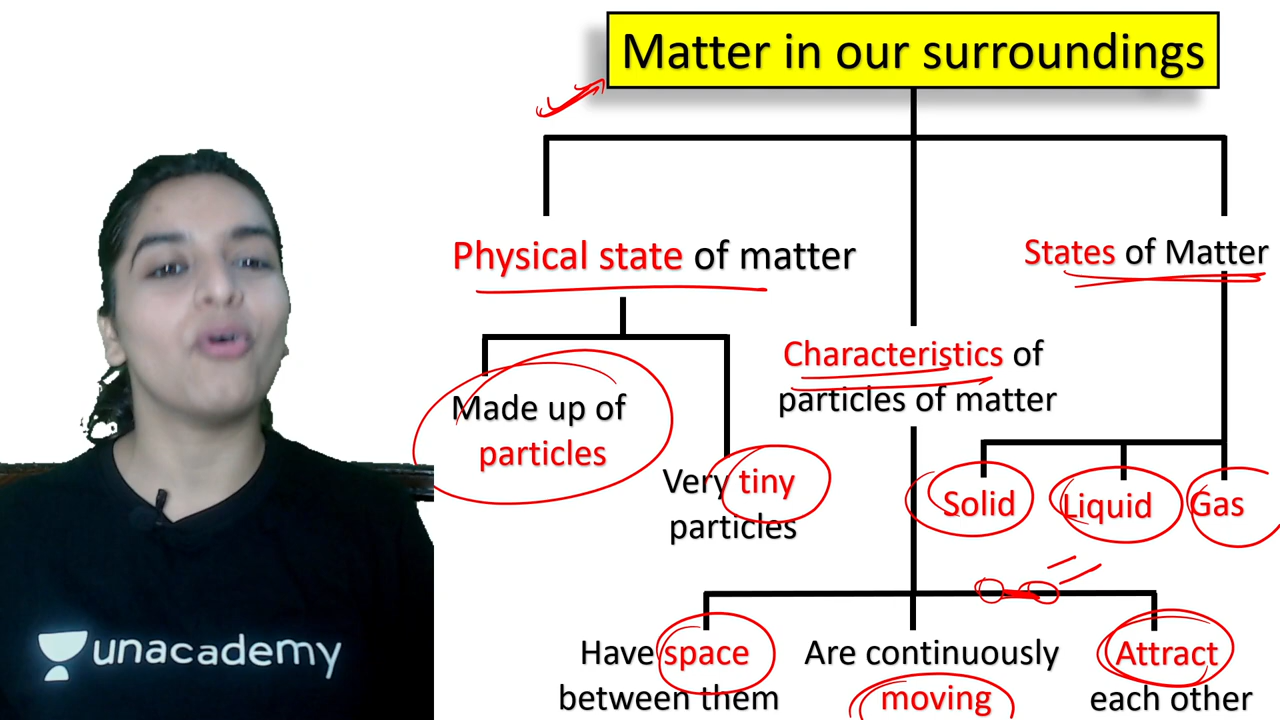 Matter in our surroundings
Physical state of matter
States of Matter
Characteristics of
particles of matter
Made up of
particles
Very tiny
particles
Solid
Liquid
Gas
Have space
between them
Are continuously
moving
Attract
each other
unacademy